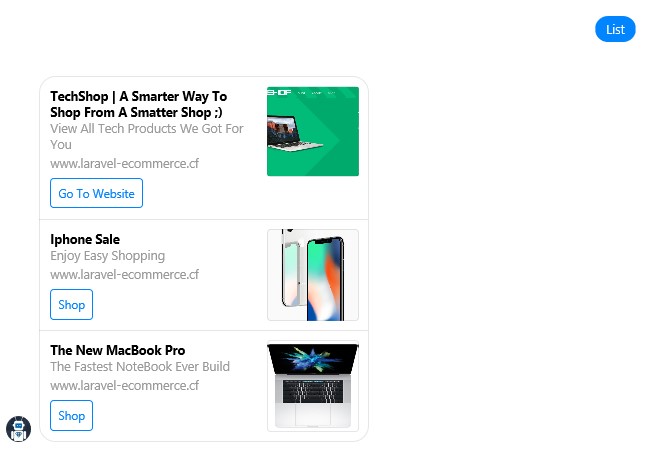 List
TechShop | A Smarter Way To
Shop From A Smatter Shop ;)
View All Tech Products We Got For
You
www.laravel-ecommerce.cf
Go To Website
Iphone Sale
Enjoy Easy Shopping
www.laravel-ecommerce.cf
Shop
The New MacBook Pro
The Fastest NoteBook Ever Build
www.laravel-ecommerce.cf
Shop